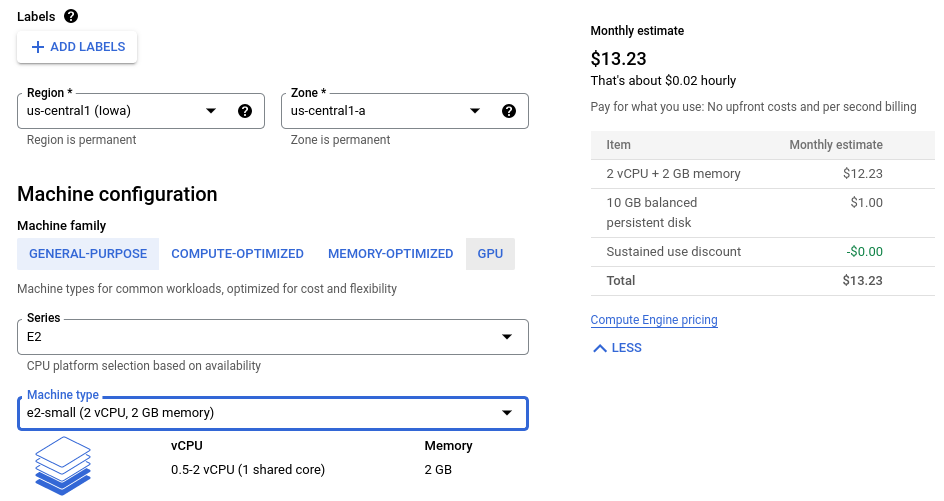 Labels
ADD LABELS
Region *
us-central1 (Iowa)
Region is permanent
Zone *
us-central1-a
Zone is permanent
Machine configuration
Machine family
GENERAL-PURPOSE COMPUTE-OPTIMIZED MEMORY-OPTIMIZED GPU
Machine types for common workloads, optimized for cost and flexibility
Series
E2
CPU platform selection based on availability
Machine type
e2-small (2 vCPU, 2 GB memory)
vCPU Memory
0.5-2 vCPU (1 shared core) 2 GB
Monthly estimate
$13.23
That's about $0.02 hourly
Pay for what you use: No upfront costs and per second billing
Item Monthly estimate
2 vCPU + 2 GB memory $12.23
10 GB balanced $1.00
persistent disk
Sustained use discount -$0.00
Total $13.23
Compute Engine pricing
LESS